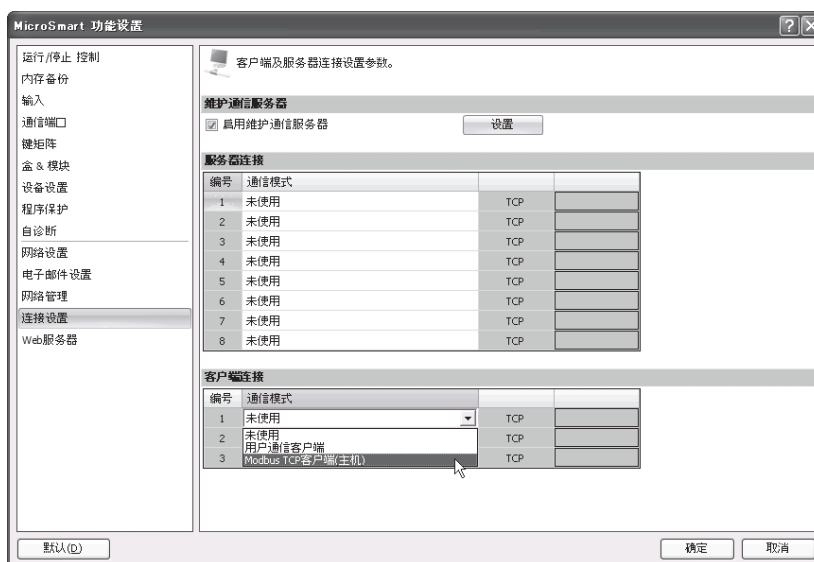 MicroSmart 功能设置
运行/停止 控制
内存备份
输入
通信端口
键矩阵
盒 & 模块
设备设置
程序保护
自诊断
网络设置
电子邮件设置
网络管理
连接设置
Web服务器
客户端及服务器连接设置参数。
维护通信服务器
启用维护通信服务器 设置
服务器连接
编号 通信模式
1 未使用 TCP
2 未使用 TCP
3 未使用 TCP
4 未使用 TCP
5 未使用 TCP
6 未使用 TCP
7 未使用 TCP
8 未使用 TCP
客户端连接
编号 通信模式
1 未使用 TCP
2 未使用 TCP
用户通信客户端
3 Modbus TCP客户端(主机) TCP
默认(D) 确定 取消